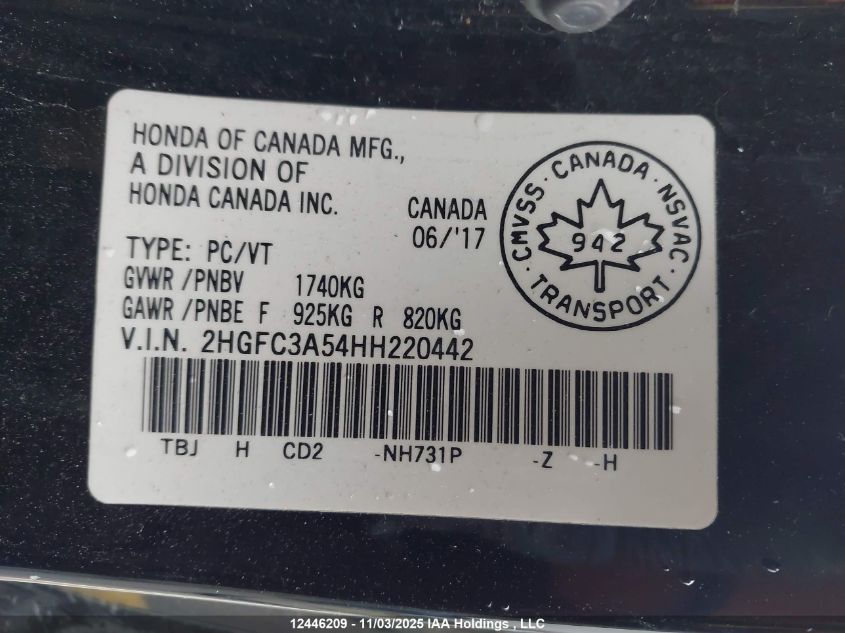 HONDA OF CANADA MFG.,
A DIVISION OF
HONDA CANADA INC.
CANADA
06/'17
TYPE: PC/VT
GVWR /PNBV 1740KG
GAWR /PNBE F 925KG R 820KG
V.I.N. 2HGFC3A54HH220442
TBJ H CD2 -NH731P -Z -H
CMVSS · CANADA · NSVAC
942
· TRANSPORT ·
12446209 - 11/03/2025 IAA Holdings , LLC